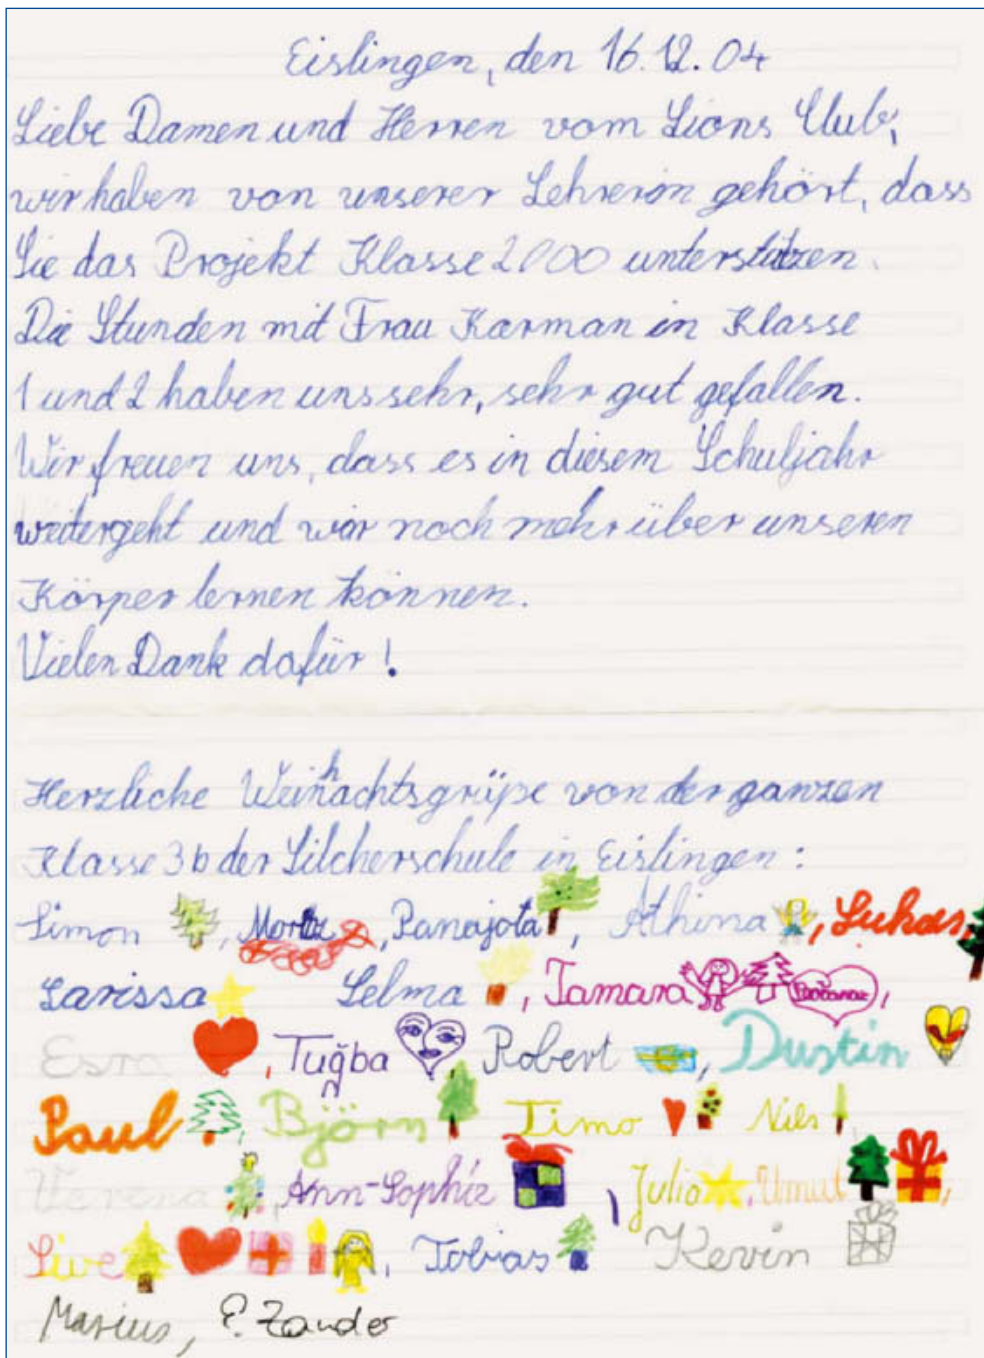 Eislingen, den 16.12.04
Liebe Damen und Herren vom Lions Club,
wir haben von unserer Lehrerin gehört, dass
Sie das Projekt Klasse 2000 unterstützen.
Die Stunden mit Frau Karman in Klasse
1 und 2 haben uns sehr, sehr gut gefallen.
Wir freuen uns, dass es in diesem Schuljahr
weitergeht und wir noch mehr über unseren
Körper lernen können.
Vielen Dank dafür!
Herzliche Weihnachtsgrüße von der ganzen
Klasse 3b der Silcherschule in Eislingen:
Simon, Moritz, Panajota, Athina, Lukas,
Larissa Selma, Tamara,
Esra, Tuğba, Robert, Dustin
Paul, Björn Timo Nils,
Verena, Ann-Sophie, Julia, Umut,
Live, Tobias Kevin
Marius, P. Zander